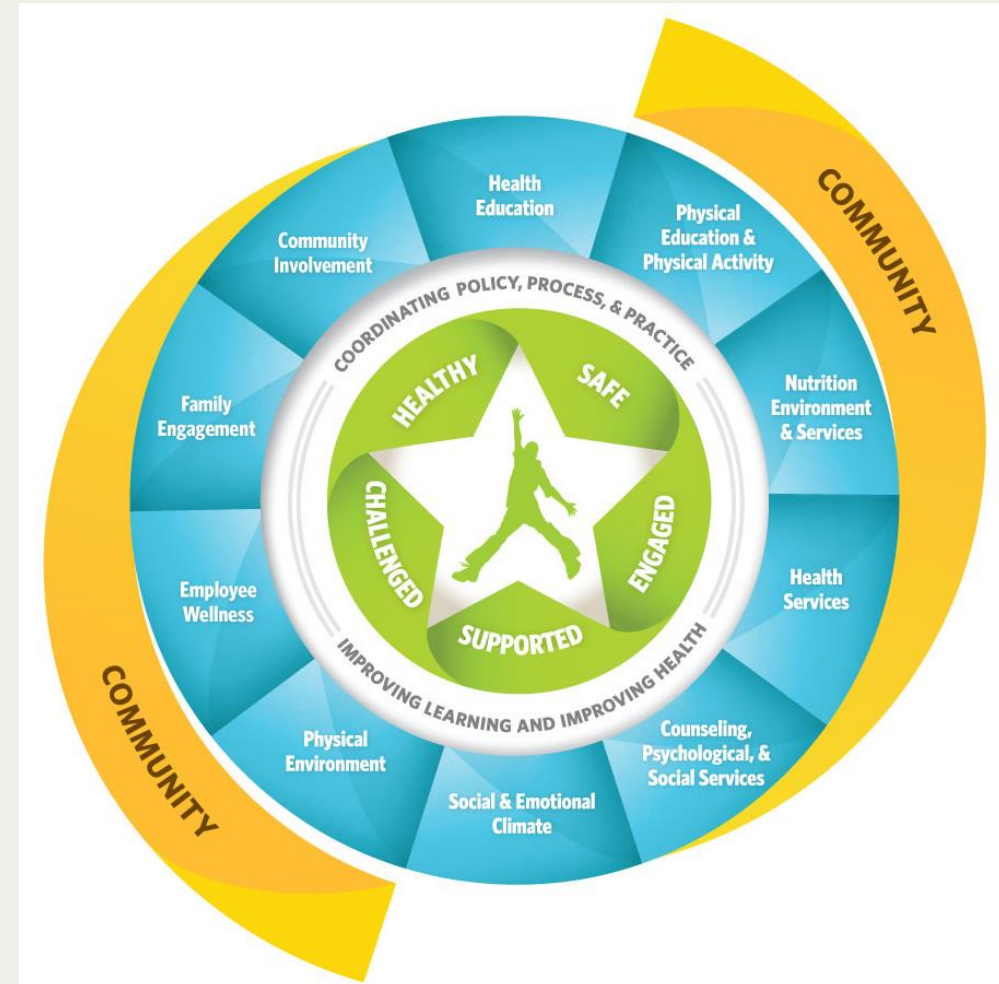 COMMUNITY
Health
Education
Physical
Education &
Physical Activity
Nutrition
Environment
& Services
Health
Services
Counseling,
Psychological, &
Social Services
Social & Emotional
Climate
Physical
Environment
Employee
Wellness
Family
Engagement
Community
Involvement
COORDINATING POLICY, PROCESS, & PRACTICE
IMPROVING LEARNING AND IMPROVING HEALTH
HEALTHY
SAFE
ENGAGED
SUPPORTED
CHALLENGED
COMMUNITY